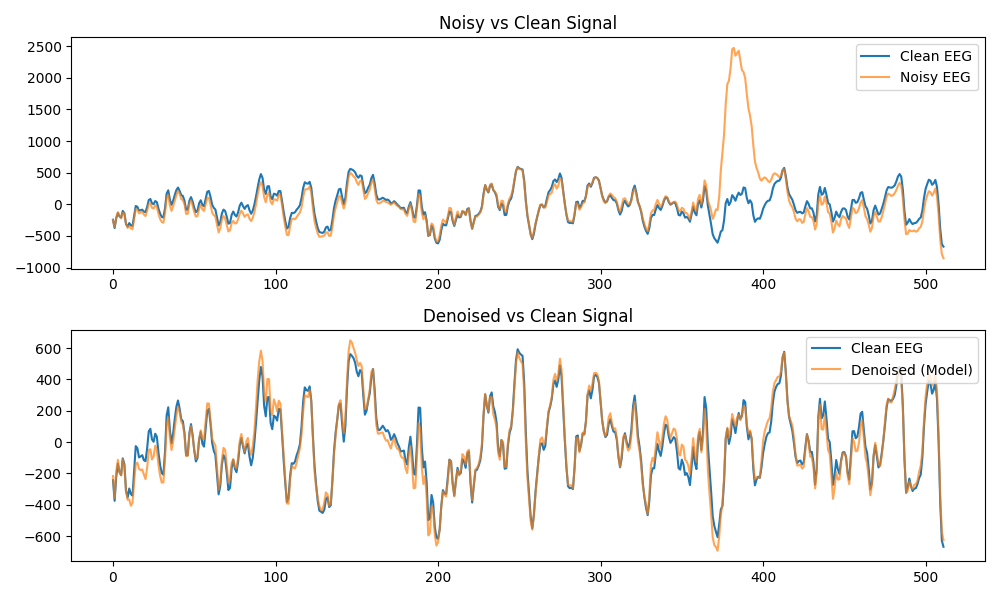 Noisy vs Clean Signal
2500
2000
1500
1000
500
0
−500
−1000
Clean EEG
Noisy EEG
0 100 200 300 400 500
Denoised vs Clean Signal
600
400
200
0
−200
−400
−600
Clean EEG
Denoised (Model)
0 100 200 300 400 500